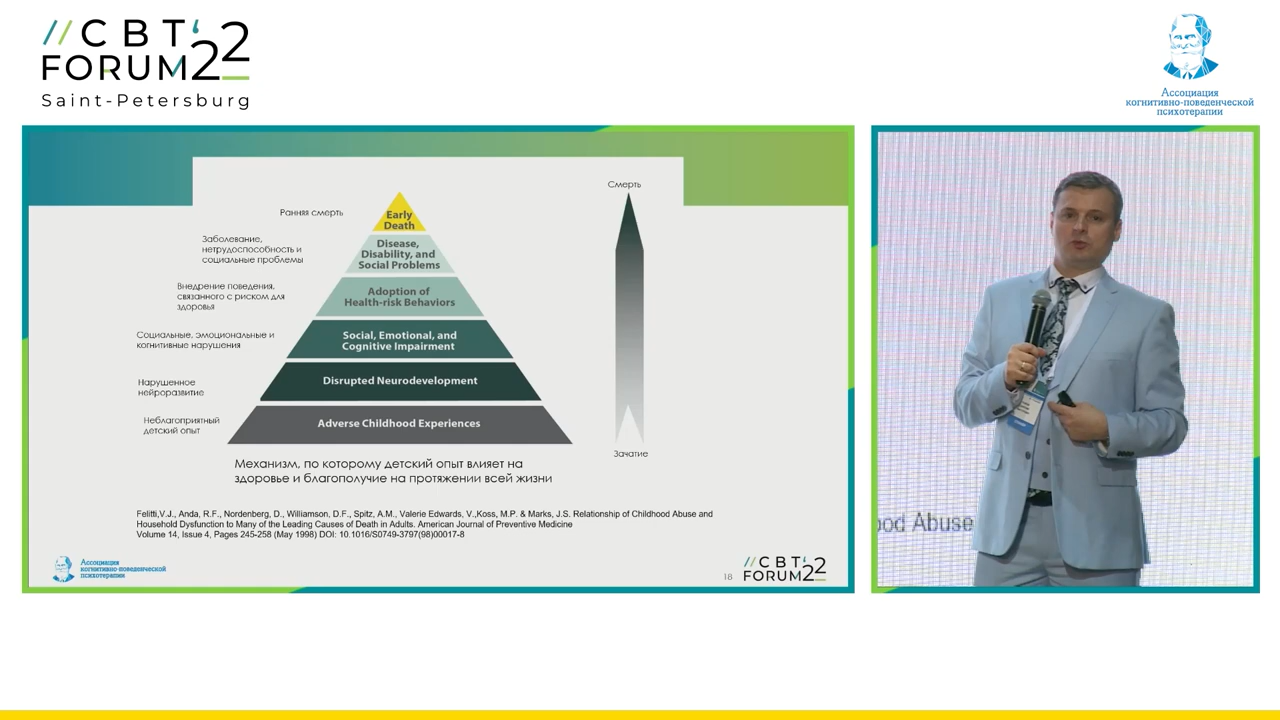 //CBT'22
FORUM
Saint-Petersburg
Ассоциация
когнитивно-поведенческой
психотерапии
Смерть
Ранняя смерть
Early
Death
Заболевание,
нетрудоспособность и
социальные проблемы
Disease,
Disability, and
Social Problems
Внедрение поведения,
связанного с риском для
здоровья
Adoption of
Health-risk Behaviors
Социальные, эмоциональные и
когнитивные нарушения
Social, Emotional, and
Cognitive Impairment
Нарушенное
нейроразвитие
Disrupted Neurodevelopment
Неблагоприятный
детский опыт
Adverse Childhood Experiences
Зачатие
Механизм, по которому детский опыт влияет на
здоровье и благополучие на протяжении всей жизни
Felitti,V.J., Anda, R.F., Nordenberg, D., Williamson, D.F., Spitz, A.M., Valerie Edwards, V.,Koss, M.P. & Marks, J.S. Relationship of Childhood Abuse and
Household Dysfunction to Many of the Leading Causes of Death in Adults. American Journal of Preventive Medicine
Volume 14, Issue 4, Pages 245-258 (May 1998) DOI: 10.1016/S0749-3797(98)00017-8
Ассоциация
когнитивно-поведенческой
психотерапии
18
//CBT'22
FORUM
Abuse